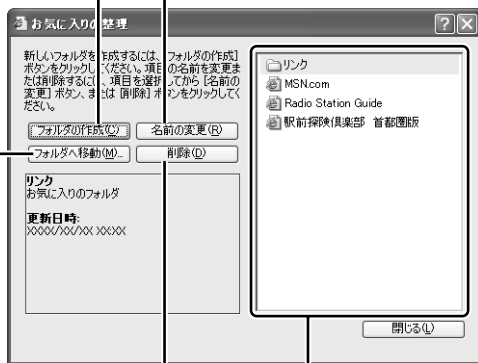 お気に入りの整理
新しいフォルダを作成するには、[フォルダの作成]
ボタンをクリックしてください。項目の名前を変更ま
たは削除するには、項目を選択してから [名前の
変更] ボタン、または [削除] ボタンをクリックしてく
ださい。
フォルダの作成(C)
名前の変更(R)
フォルダへ移動(M)...
削除(D)
リンク
お気に入りのフォルダ
更新日時:
XXXX/XX/XX XX:XX
リンク
MSN.com
Radio Station Guide
駅前探険倶楽部 首都圏版
閉じる(L)